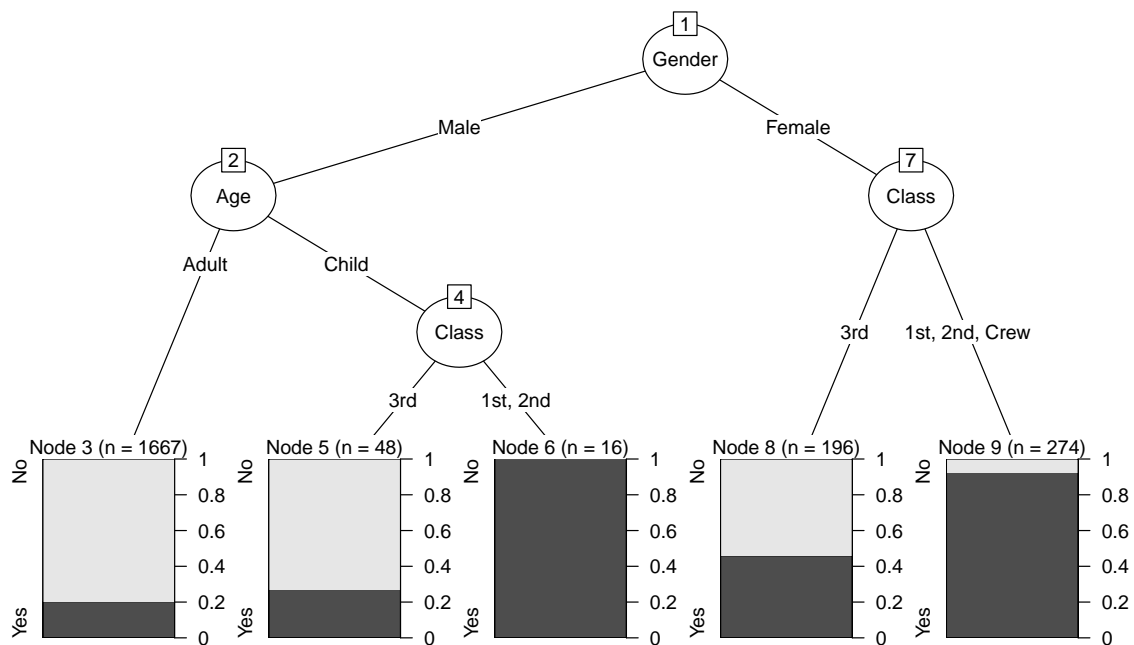 1
Gender
Male
Female
2
Age
7
Class
Adult
Child
4
Class
3rd
1st, 2nd, Crew
3rd
1st, 2nd
Node 3 (n = 1667)
Yes
No
0
0.2
0.4
0.6
0.8
1
Node 5 (n = 48)
Yes
No
0
0.2
0.4
0.6
0.8
1
Node 6 (n = 16)
Yes
No
0
0.2
0.4
0.6
0.8
1
Node 8 (n = 196)
Yes
No
0
0.2
0.4
0.6
0.8
1
Node 9 (n = 274)
Yes
No
0
0.2
0.4
0.6
0.8
1